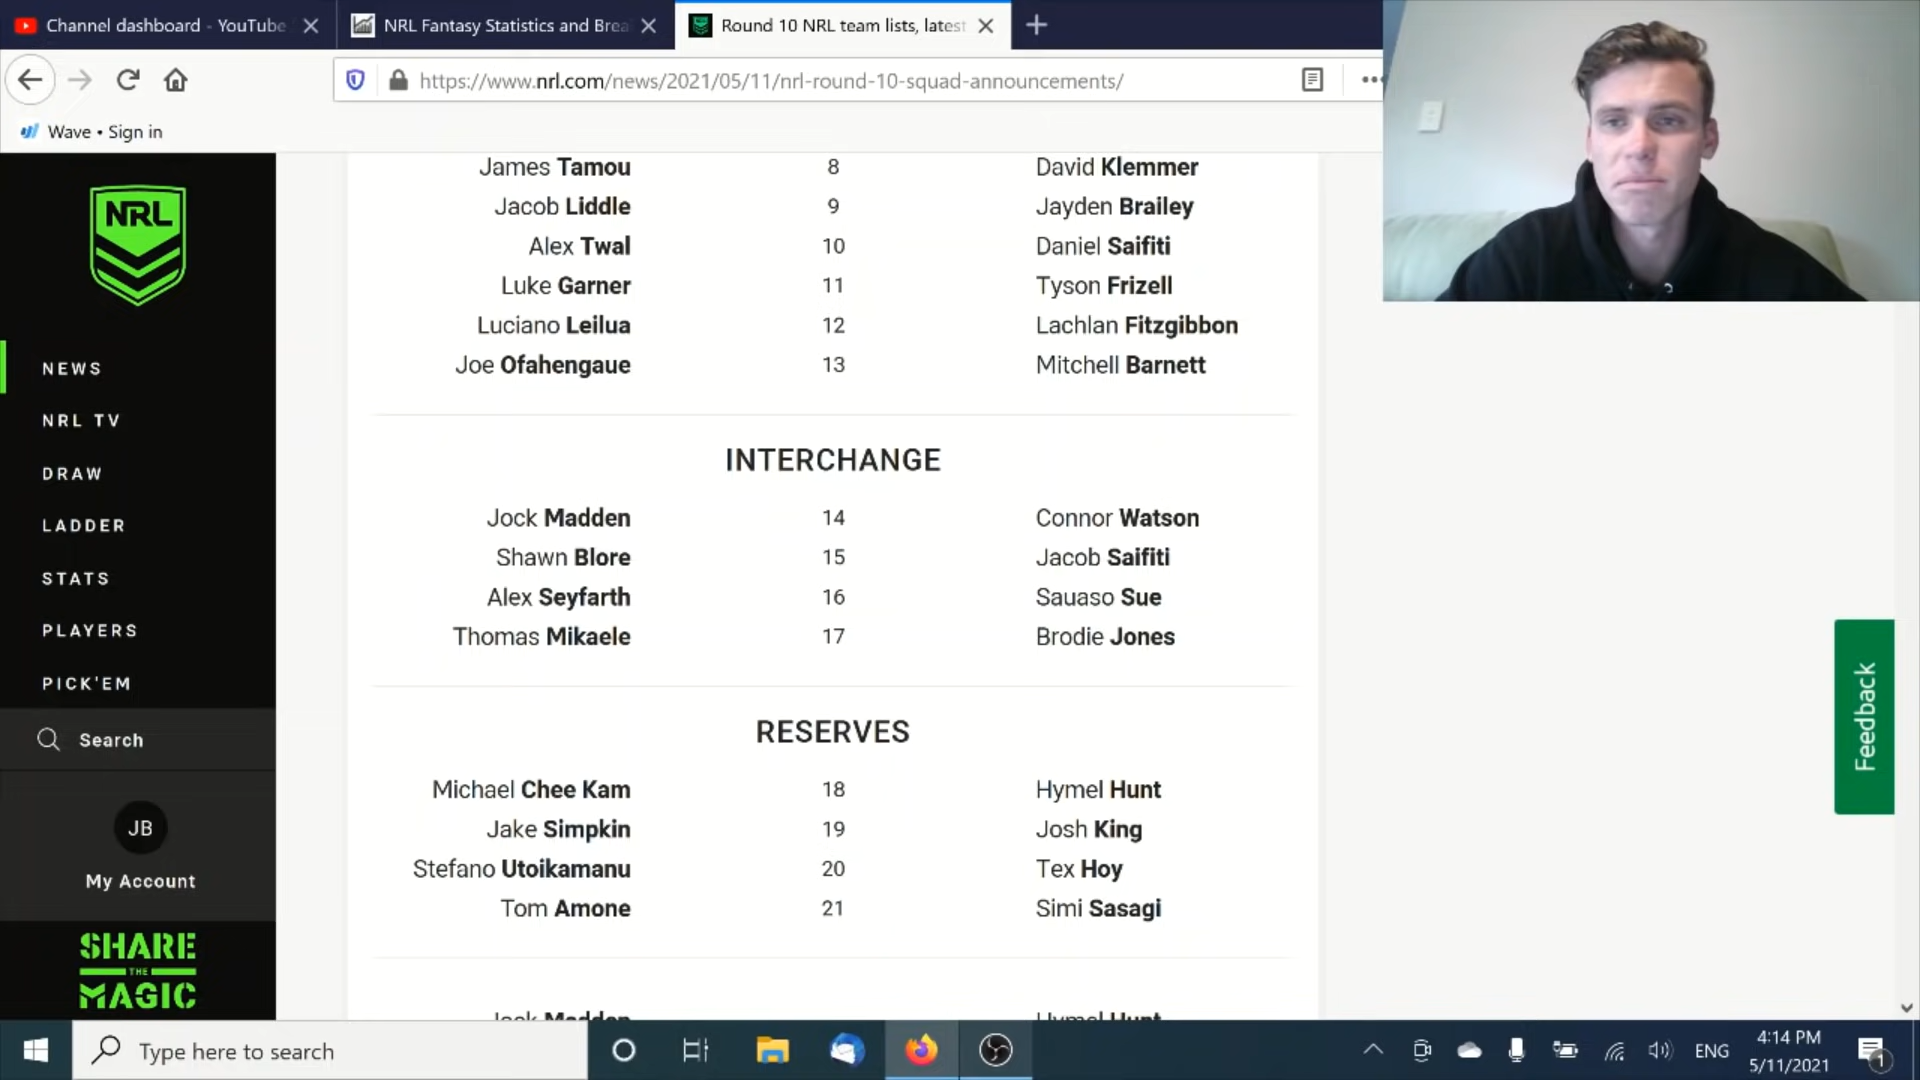 Channel dashboard - YouTube
NRL Fantasy Statistics and Brea
Round 10 NRL team lists, latest
https://www.nrl.com/news/2021/05/11/nrl-round-10-squad-announcements/
Wave • Sign in
NRL
NEWS
NRL TV
DRAW
LADDER
STATS
PLAYERS
PICK'EM
Search
JB
My Account
SHARE
THE
MAGIC
James Tamou 8 David Klemmer
Jacob Liddle 9 Jayden Brailey
Alex Twal 10 Daniel Saifiti
Luke Garner 11 Tyson Frizell
Luciano Leilua 12 Lachlan Fitzgibbon
Joe Ofahengaue 13 Mitchell Barnett
INTERCHANGE
Jock Madden 14 Connor Watson
Shawn Blore 15 Jacob Saifiti
Alex Seyfarth 16 Sauaso Sue
Thomas Mikaele 17 Brodie Jones
RESERVES
Michael Chee Kam 18 Hymel Hunt
Jake Simpkin 19 Josh King
Stefano Utoikamanu 20 Tex Hoy
Tom Amone 21 Simi Sasagi
Jock Madden Hymel Hunt
Feedback
Type here to search
ENG
4:14 PM
5/11/2021
1